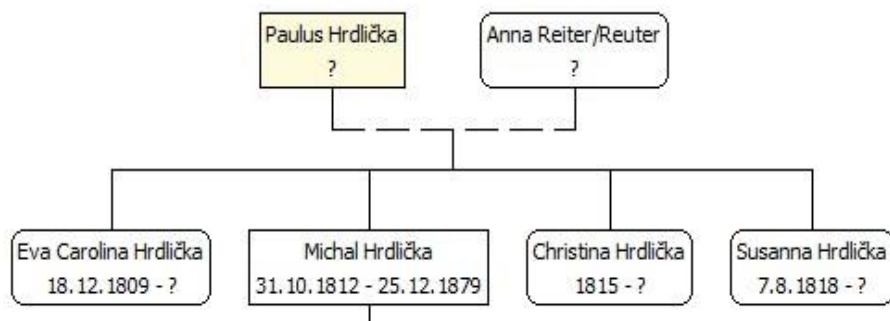 Paulus Hrdlička
?
Anna Reiter/Reuter
?
Eva Carolina Hrdlička
18.12.1809 - ?
Michal Hrdlička
31.10.1812 - 25.12.1879
Christina Hrdlička
1815 - ?
Susanna Hrdlička
7.8.1818 - ?